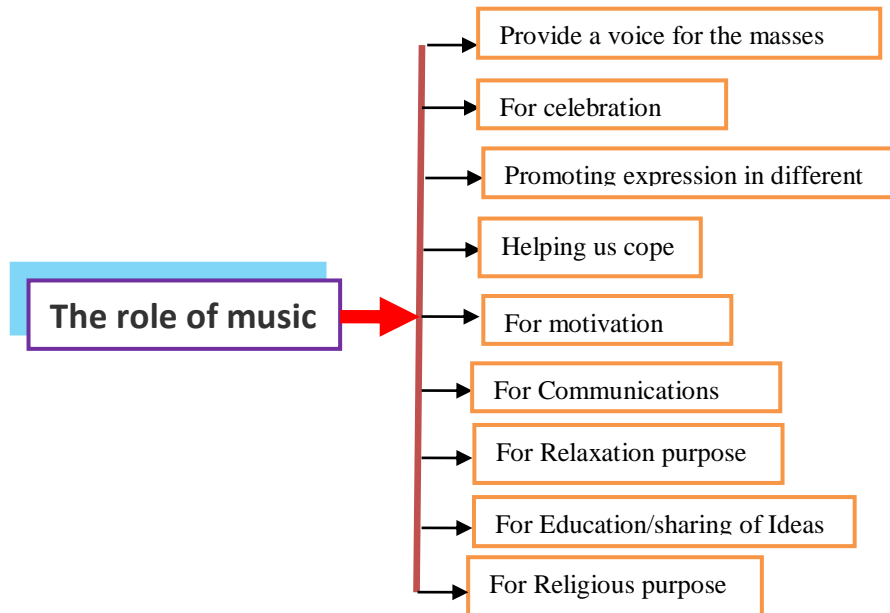 Provide a voice for the masses
For celebration
Promoting expression in different
Helping us cope
The role of music
For motivation
For Communications
For Relaxation purpose
For Education/sharing of Ideas
For Religious purpose